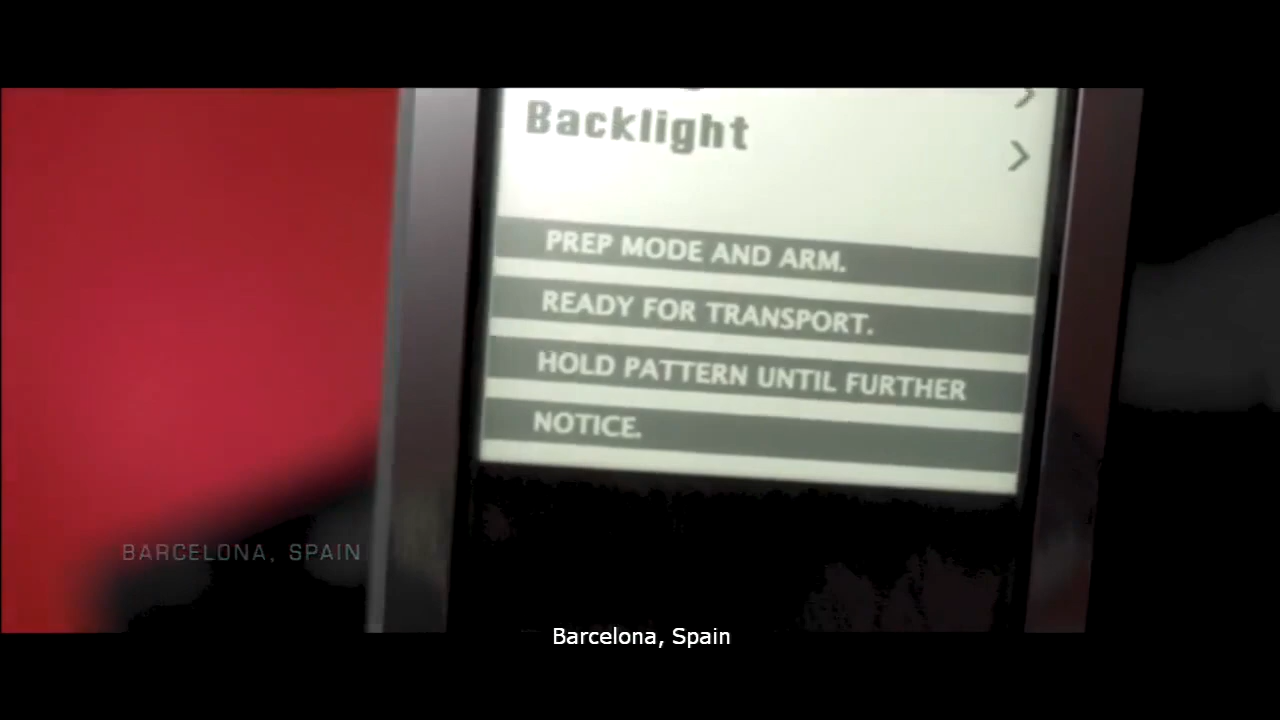 Backlight
PREP MODE AND ARM.
READY FOR TRANSPORT.
HOLD PATTERN UNTIL FURTHER
NOTICE.
BARCELONA, SPAIN
Barcelona, Spain